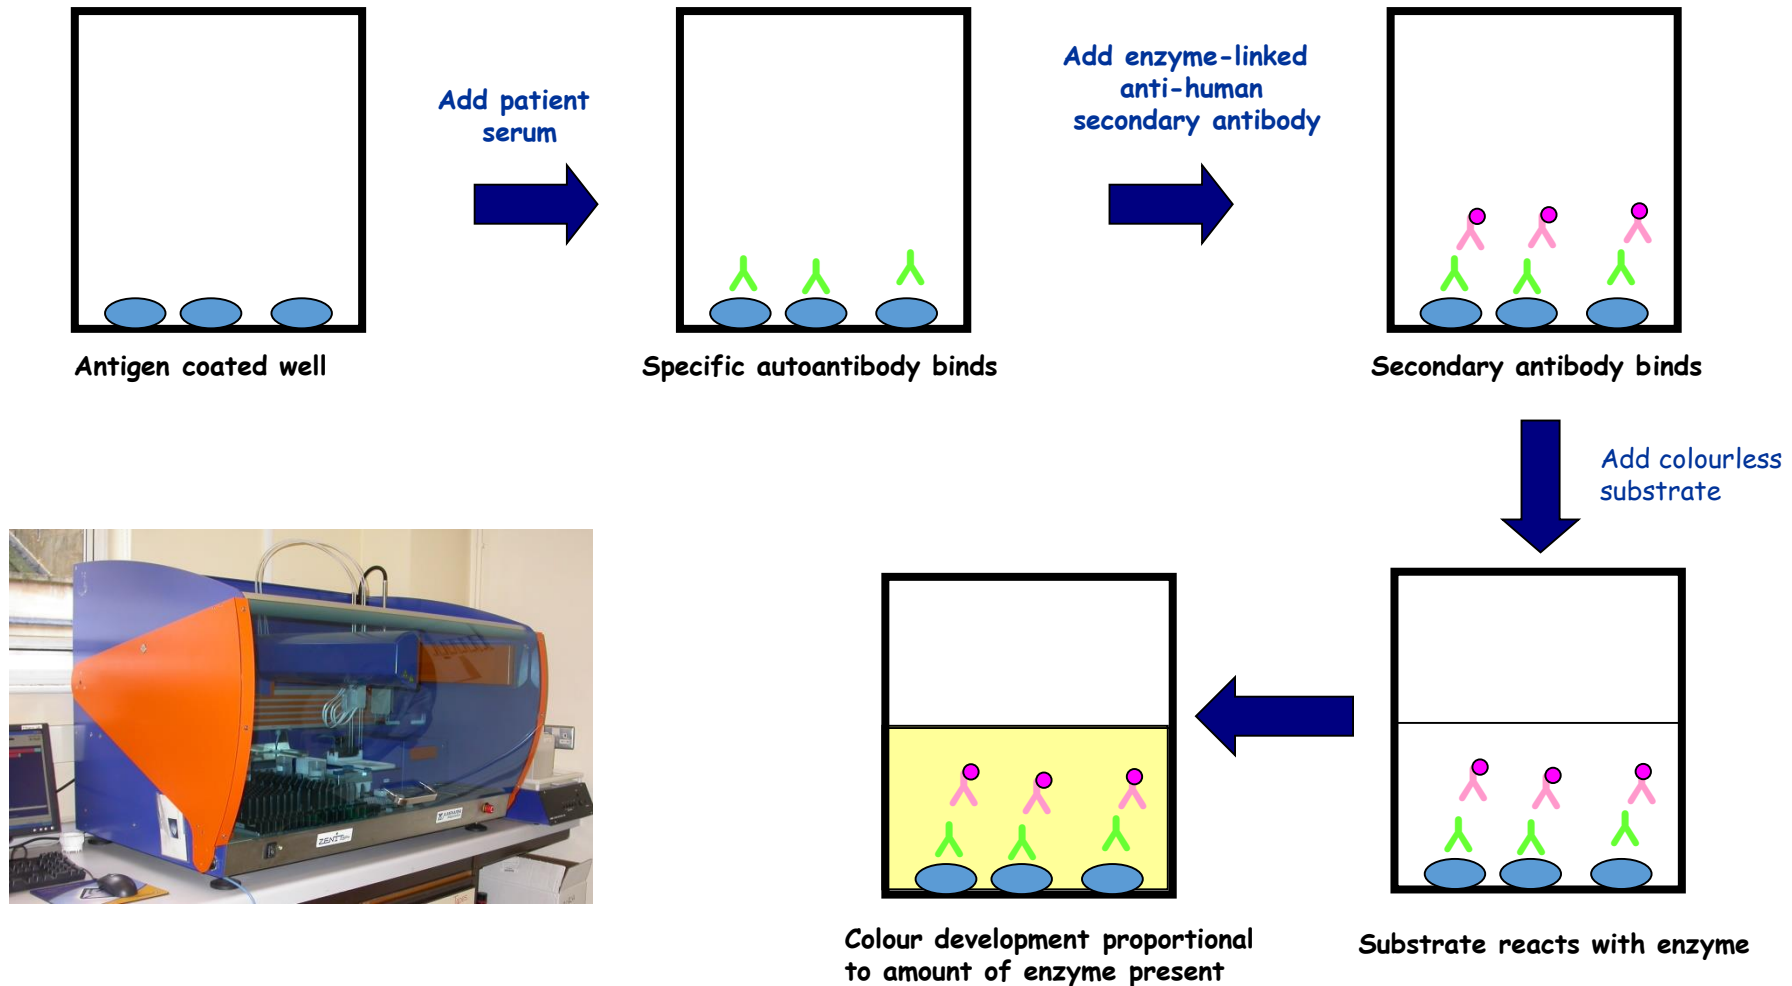 Add patient
serum
Add enzyme-linked
anti-human
secondary antibody
Antigen coated well
Specific autoantibody binds
Secondary antibody binds
Add colourless
substrate
Colour development proportional
to amount of enzyme present
Substrate reacts with enzyme